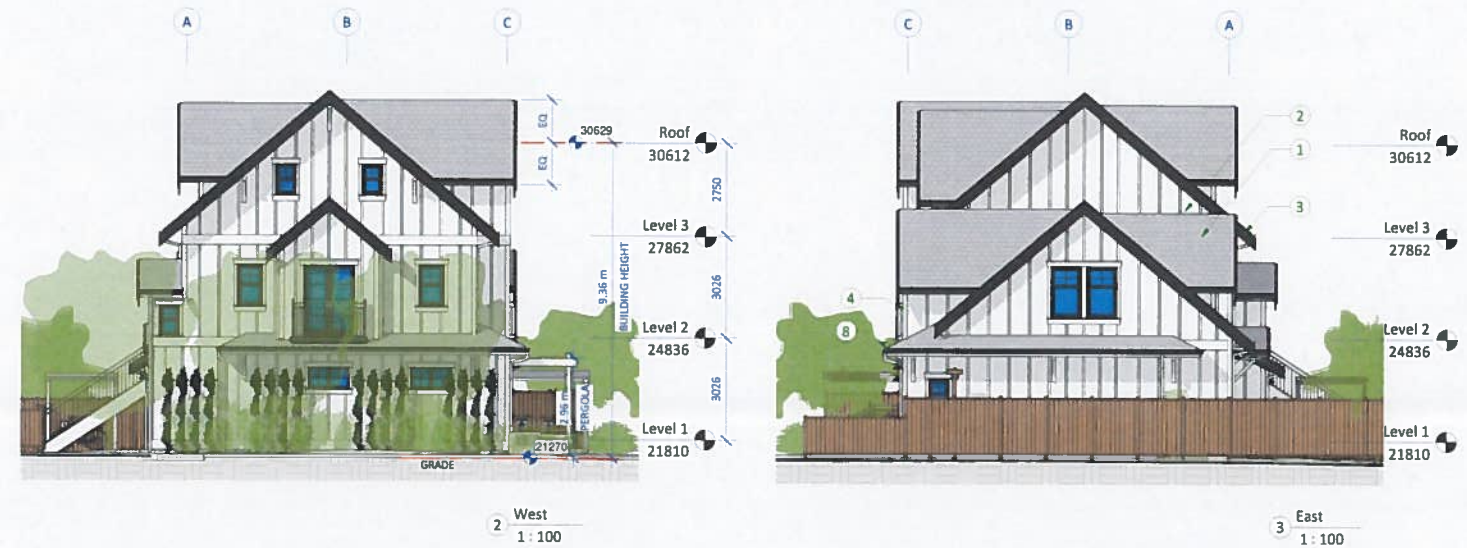 A B C
EQ
EQ
30629
Roof
30612
2750
Level 3
27862
9.36 m
BUILDING HEIGHT
3026
Level 2
24836
3026
2.96 m
PERGOLA
Level 1
21810
21270
GRADE
2 West
1 : 100
C B A
2
1
3
4
8
Roof
30612
Level 3
27862
Level 2
24836
Level 1
21810
3 East
1 : 100